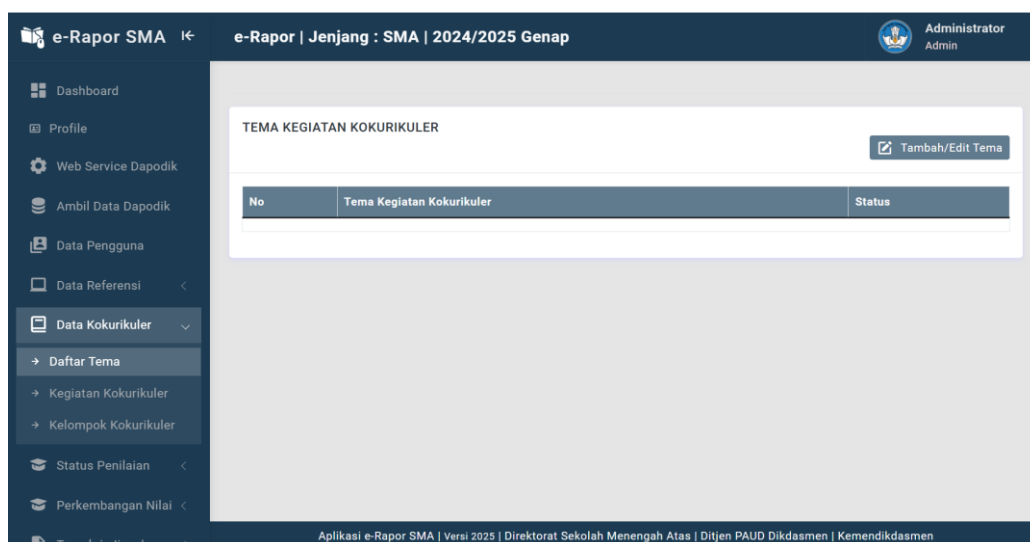 e-Rapor SMA
e-Rapor | Jenjang : SMA | 2024/2025 Genap
Administrator
Admin
Dashboard
Profile
Web Service Dapodik
Ambil Data Dapodik
Data Pengguna
Data Referensi
Data Kokurikuler
Daftar Tema
Kegiatan Kokurikuler
Kelompok Kokurikuler
Status Penilaian
Perkembangan Nilai
TEMA KEGIATAN KOKURIKULER
Tambah/Edit Tema
No Tema Kegiatan Kokurikuler Status
Aplikasi e-Rapor SMA | Versi 2025 | Direktorat Sekolah Menengah Atas | Ditjen PAUD Dikdasmen | Kemendikdasmen